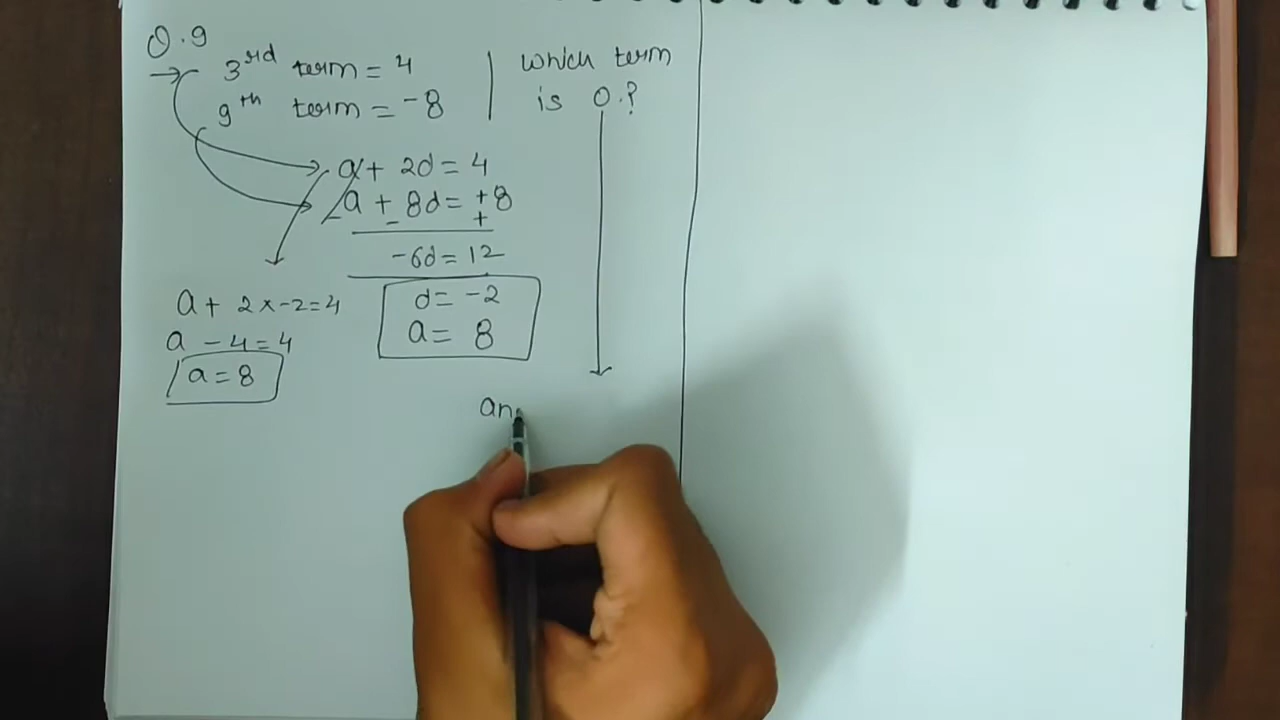 Q.9
3rd term = 4
9th term = -8
which term
is 0.?
a + 2d = 4
a + 8d = +8
- +
-6d = 12
d = -2
a = 8
a + 2 x -2 = 4
a - 4 = 4
a = 8
an